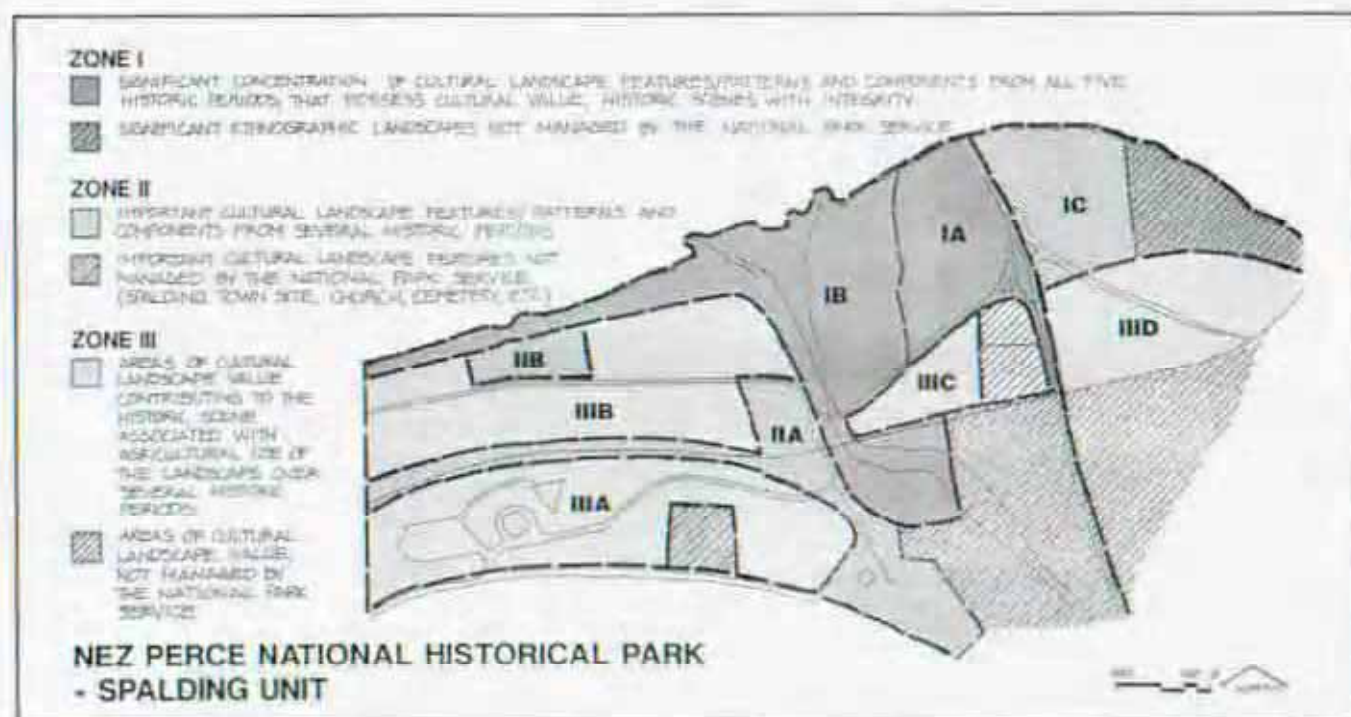 ZONE I
SIGNIFICANT CONCENTRATION OF CULTURAL LANDSCAPE FEATURES/PATTERNS AND COMPONENTS FROM ALL FIVE
HISTORIC PERIODS THAT POSSESS CULTURAL VALUE, HISTORIC SCENES WITH INTEGRITY.
SIGNIFICANT ETHNOGRAPHIC LANDSCAPES NOT MANAGED BY THE NATIONAL PARK SERVICE
ZONE II
IMPORTANT CULTURAL LANDSCAPE FEATURES/PATTERNS AND
COMPONENTS FROM SEVERAL HISTORIC PERIODS
IMPORTANT CULTURAL LANDSCAPE FEATURES NOT
MANAGED BY THE NATIONAL PARK SERVICE
(SPALDING TOWN SITE, CHURCH, CEMETERY, ETC.)
ZONE III
AREAS OF CULTURAL
LANDSCAPE VALUE
CONTRIBUTING TO THE
HISTORIC SCENE
ASSOCIATED WITH
AGRICULTURAL USE OF
THE LANDSCAPE OVER
SEVERAL HISTORIC
PERIODS
AREAS OF CULTURAL
LANDSCAPE VALUE
NOT MANAGED BY
THE NATIONAL PARK
SERVICE
IC
IA
IB
IIID
IIB
IIIC
IIIB
IIA
IIIA
NEZ PERCE NATIONAL HISTORICAL PARK
- SPALDING UNIT